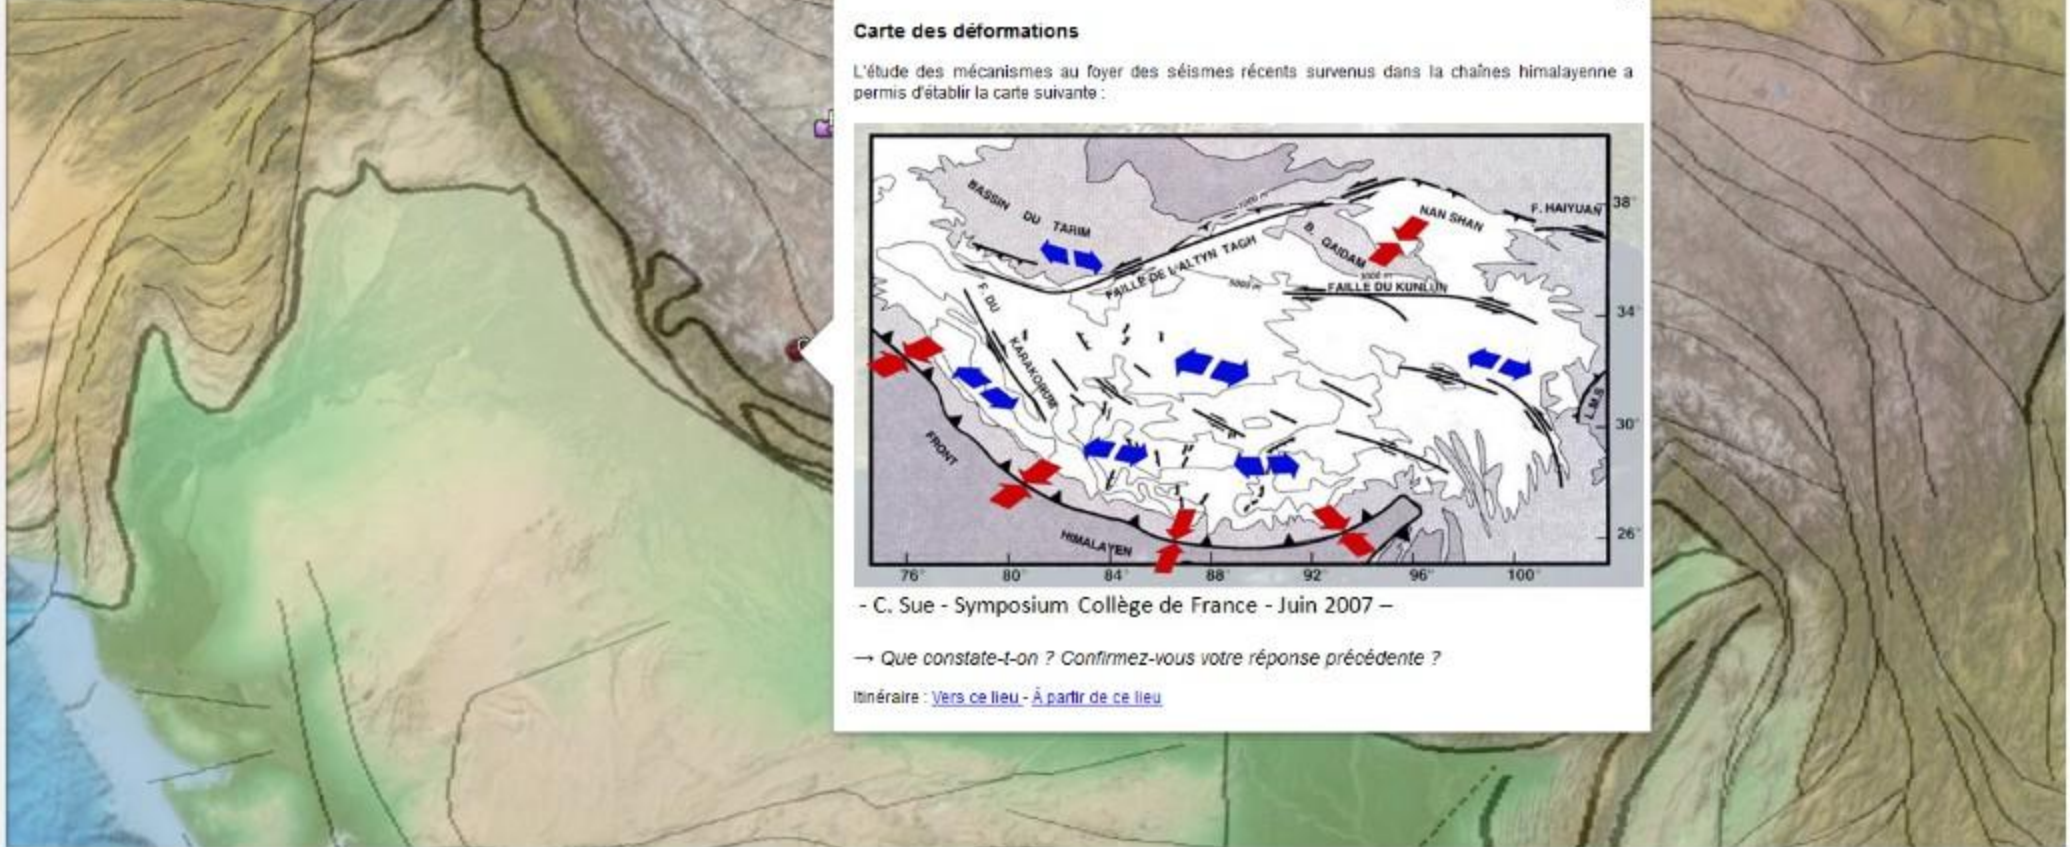 Carte des déformations
L'étude des mécanismes au foyer des séismes récents survenus dans la chaînes himalayenne a
permis d'établir la carte suivante :
BASSIN DU TARIM
FAILLE DE L'ALTYN TAGH
B. QAIDAM
NAN SHAN
F. HAIYUAN
38°
FAILLE DU KUNLUN
5000 m
34°
F. DU KARAKORUM
L.M.S
30°
FRONT HIMALAYEN
26°
76° 80° 84° 88° 92° 96° 100°
- C. Sue - Symposium Collège de France - Juin 2007 –
→ Que constate-t-on ? Confirmez-vous votre réponse précédente ?
Itinéraire : Vers ce lieu - À partir de ce lieu